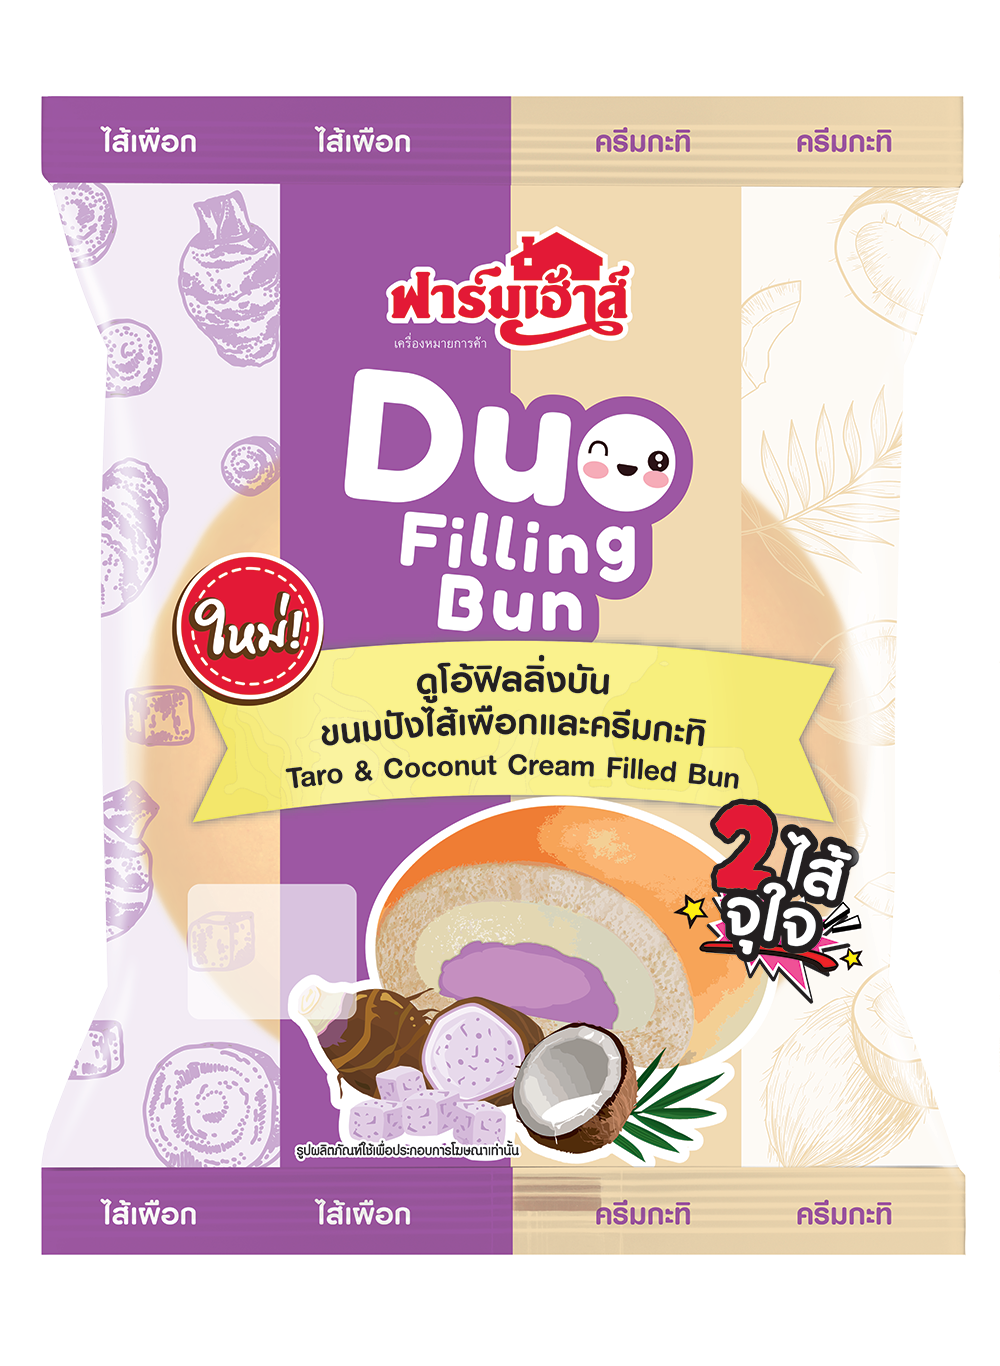 ไส้เผือก ไส้เผือก ครีมกะทิ ครีมกะทิ
ฟาร์มเฮ้าส์
เครื่องหมายการค้า
Duo
Filling
Bun
ใหม่!
ดูโอ้ฟิลลิ่งบัน
ขนมปังไส้เผือกและครีมกะทิ
Taro & Coconut Cream Filled Bun
2 ไส้
จุใจ
รูปผลิตภัณฑ์ใช้เพื่อประกอบการโฆษณาเท่านั้น
ไส้เผือก ไส้เผือก ครีมกะทิ ครีมกะทิ